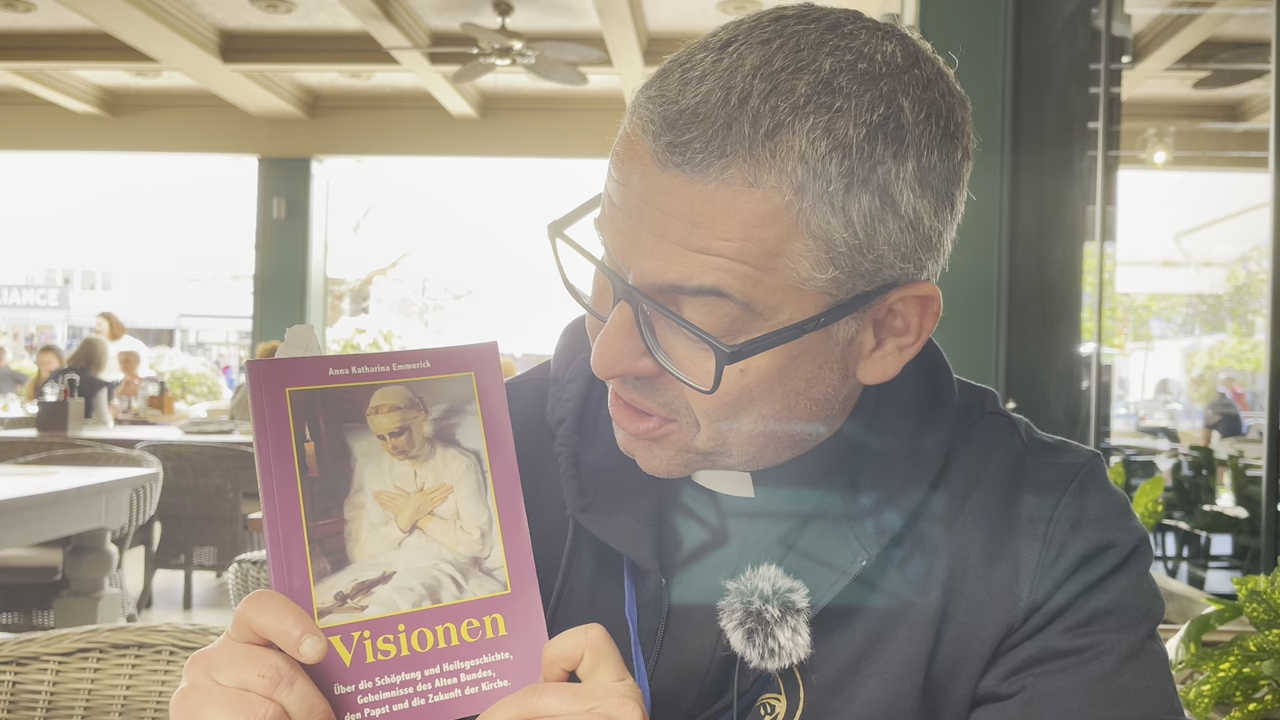 LIANCE
Anna Katharina Emmerick
Visionen
Über die Schöpfung und Heilsgeschichte,
Geheimnisse des Alten Bundes,
den Papst und die Zukunft der Kirche.